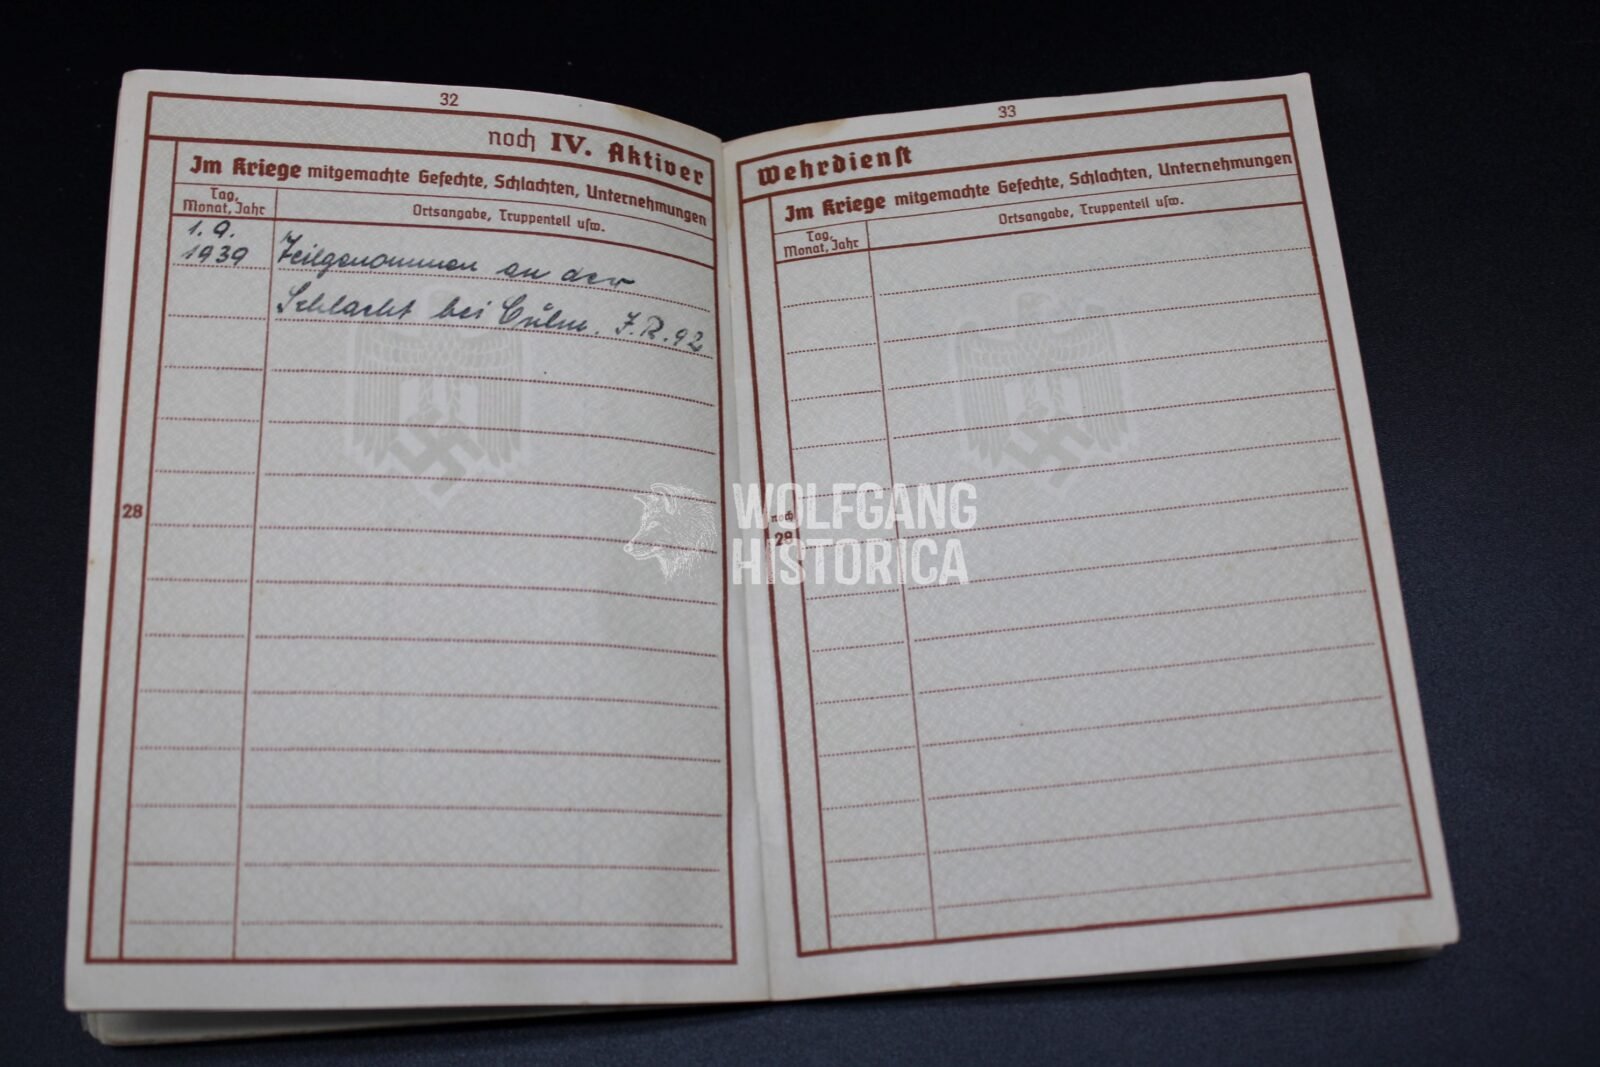 32
noch IV. Aktiver
Im Kriege mitgemachte Gefechte, Schlachten, Unternehmungen
Tag,
Monat, Jahr
Ortsangabe, Truppenteil usw.
1.9.
1939
Teilgenommen an der
Schlacht bei Cülm. J.R.92
28
33
Wehrdienst
Im Kriege mitgemachte Gefechte, Schlachten, Unternehmungen
Tag,
Monat, Jahr
Ortsangabe, Truppenteil usw.
noch
28
WOLFGANG
HISTORICA